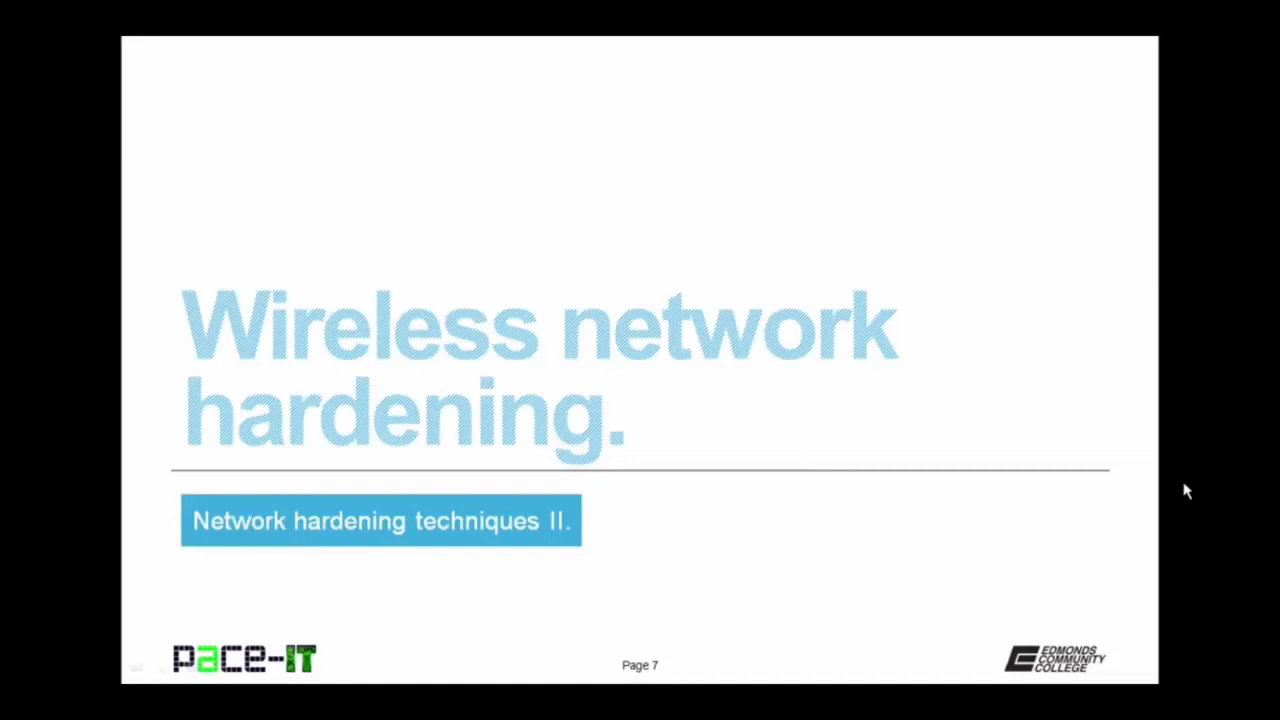 Wireless network
hardening.
Network hardening techniques II.
pace-IT
Page 7
EDMONDS
COMMUNITY
COLLEGE